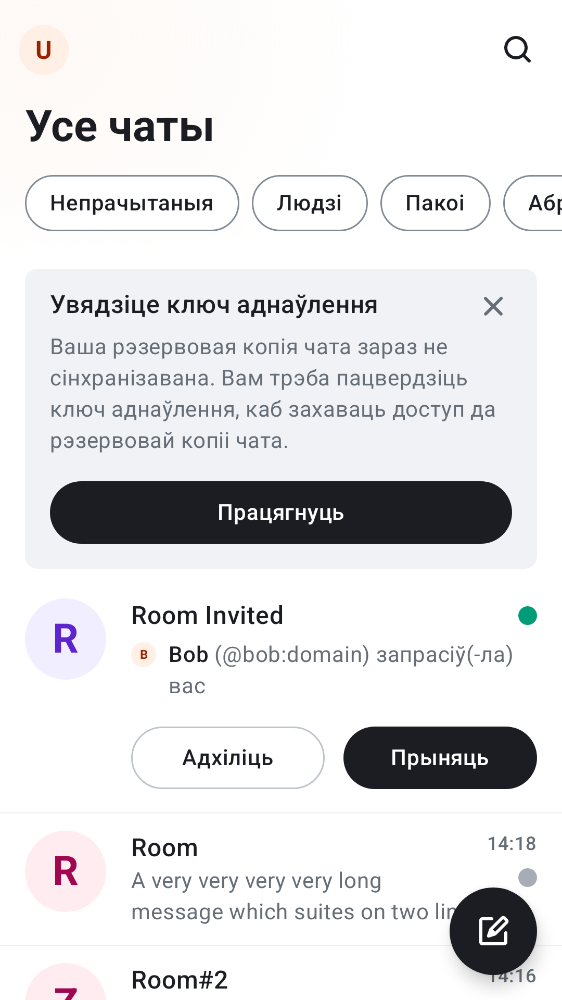 U
Усе чаты
Непрачытаныя
Людзі
Пакоі
Увядзіце ключ аднаўлення
Ваша рэзервовая копія чата зараз не
сінхранізавана. Вам трэба пацвердзіць
ключ аднаўлення, каб захаваць доступ да
рэзервовай копіі чата.
Працягнуць
R
Room Invited
B Bob (@bob:domain) запрасіў(-ла)
вас
Адхіліць
Прыняць
R
Room 14:18
A very very very very long
message which suites on two
Room#2 14:16